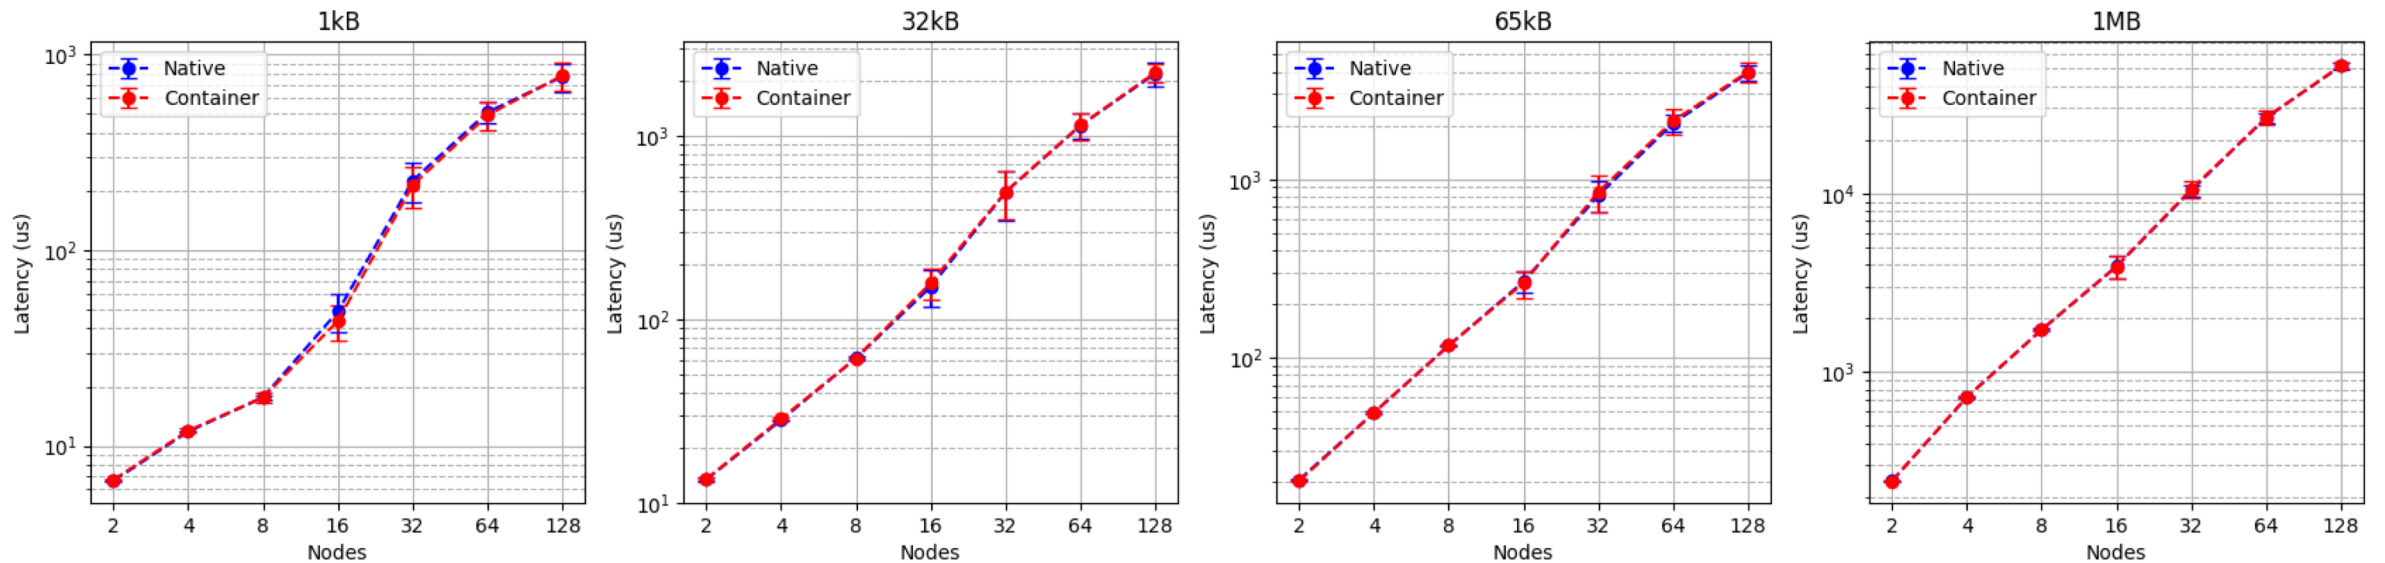 1kB
10³
10²
10¹
Latency (us)
Native
Container
2 4 8 16 32 64 128
Nodes
32kB
10³
10²
10¹
Latency (us)
Native
Container
2 4 8 16 32 64 128
Nodes
65kB
10³
10²
Latency (us)
Native
Container
2 4 8 16 32 64 128
Nodes
1MB
10⁴
10³
Latency (us)
Native
Container
2 4 8 16 32 64 128
Nodes